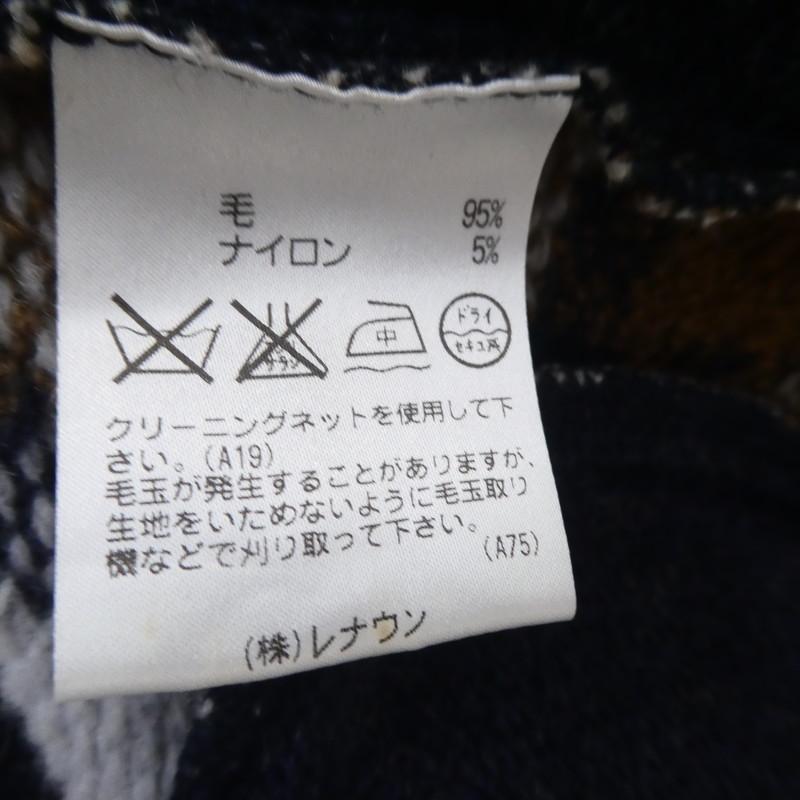 毛 95%
ナイロン 5%
サラシ 中 ドライ
セキユ系
クリーニングネットを使用して下
さい。(A19)
毛玉が発生することがありますが、
生地をいためないように毛玉取り
機などで刈り取って下さい。
(A75)
(株)レナウン